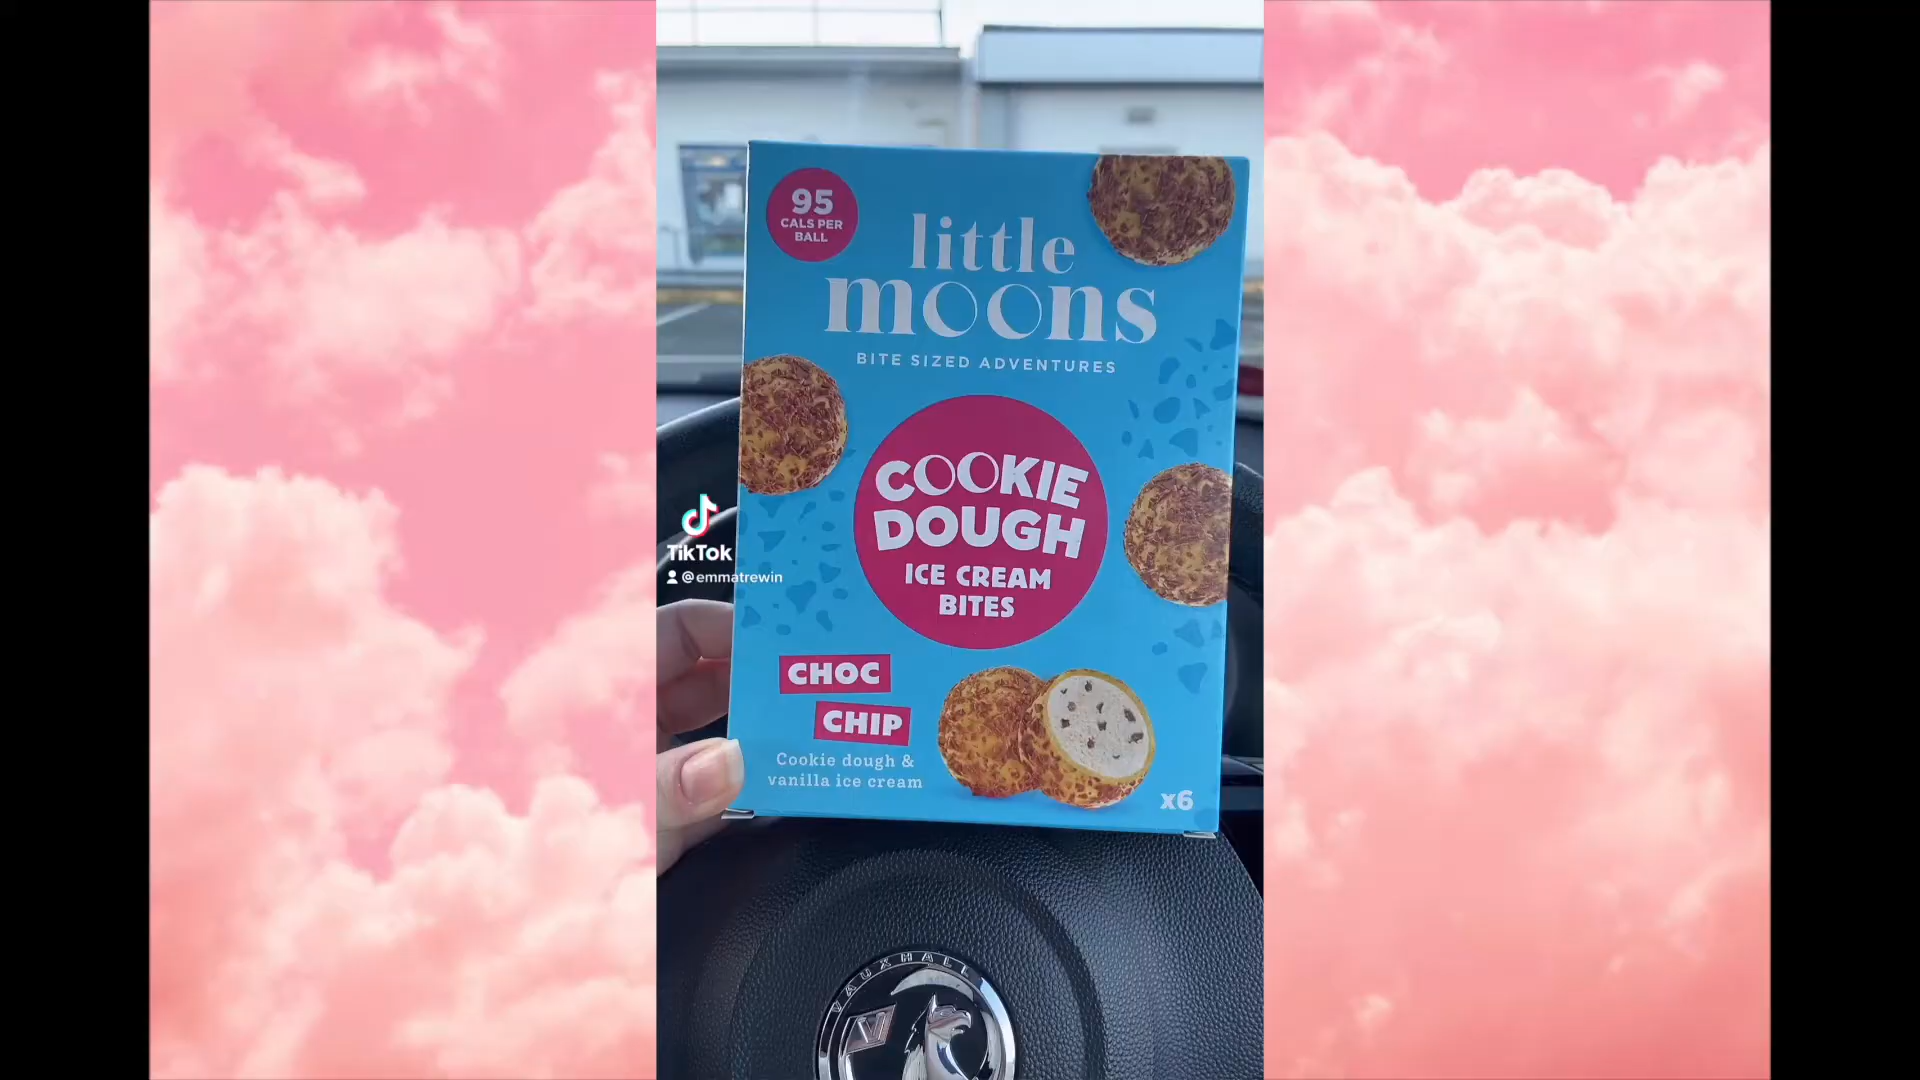 95
CALS PER
BALL
little
moons
BITE SIZED ADVENTURES
COOKIE
DOUGH
ICE CREAM
BITES
CHOC
CHIP
Cookie dough &
vanilla ice cream
x6
TikTok
@emmatrewin
VAUXHALL